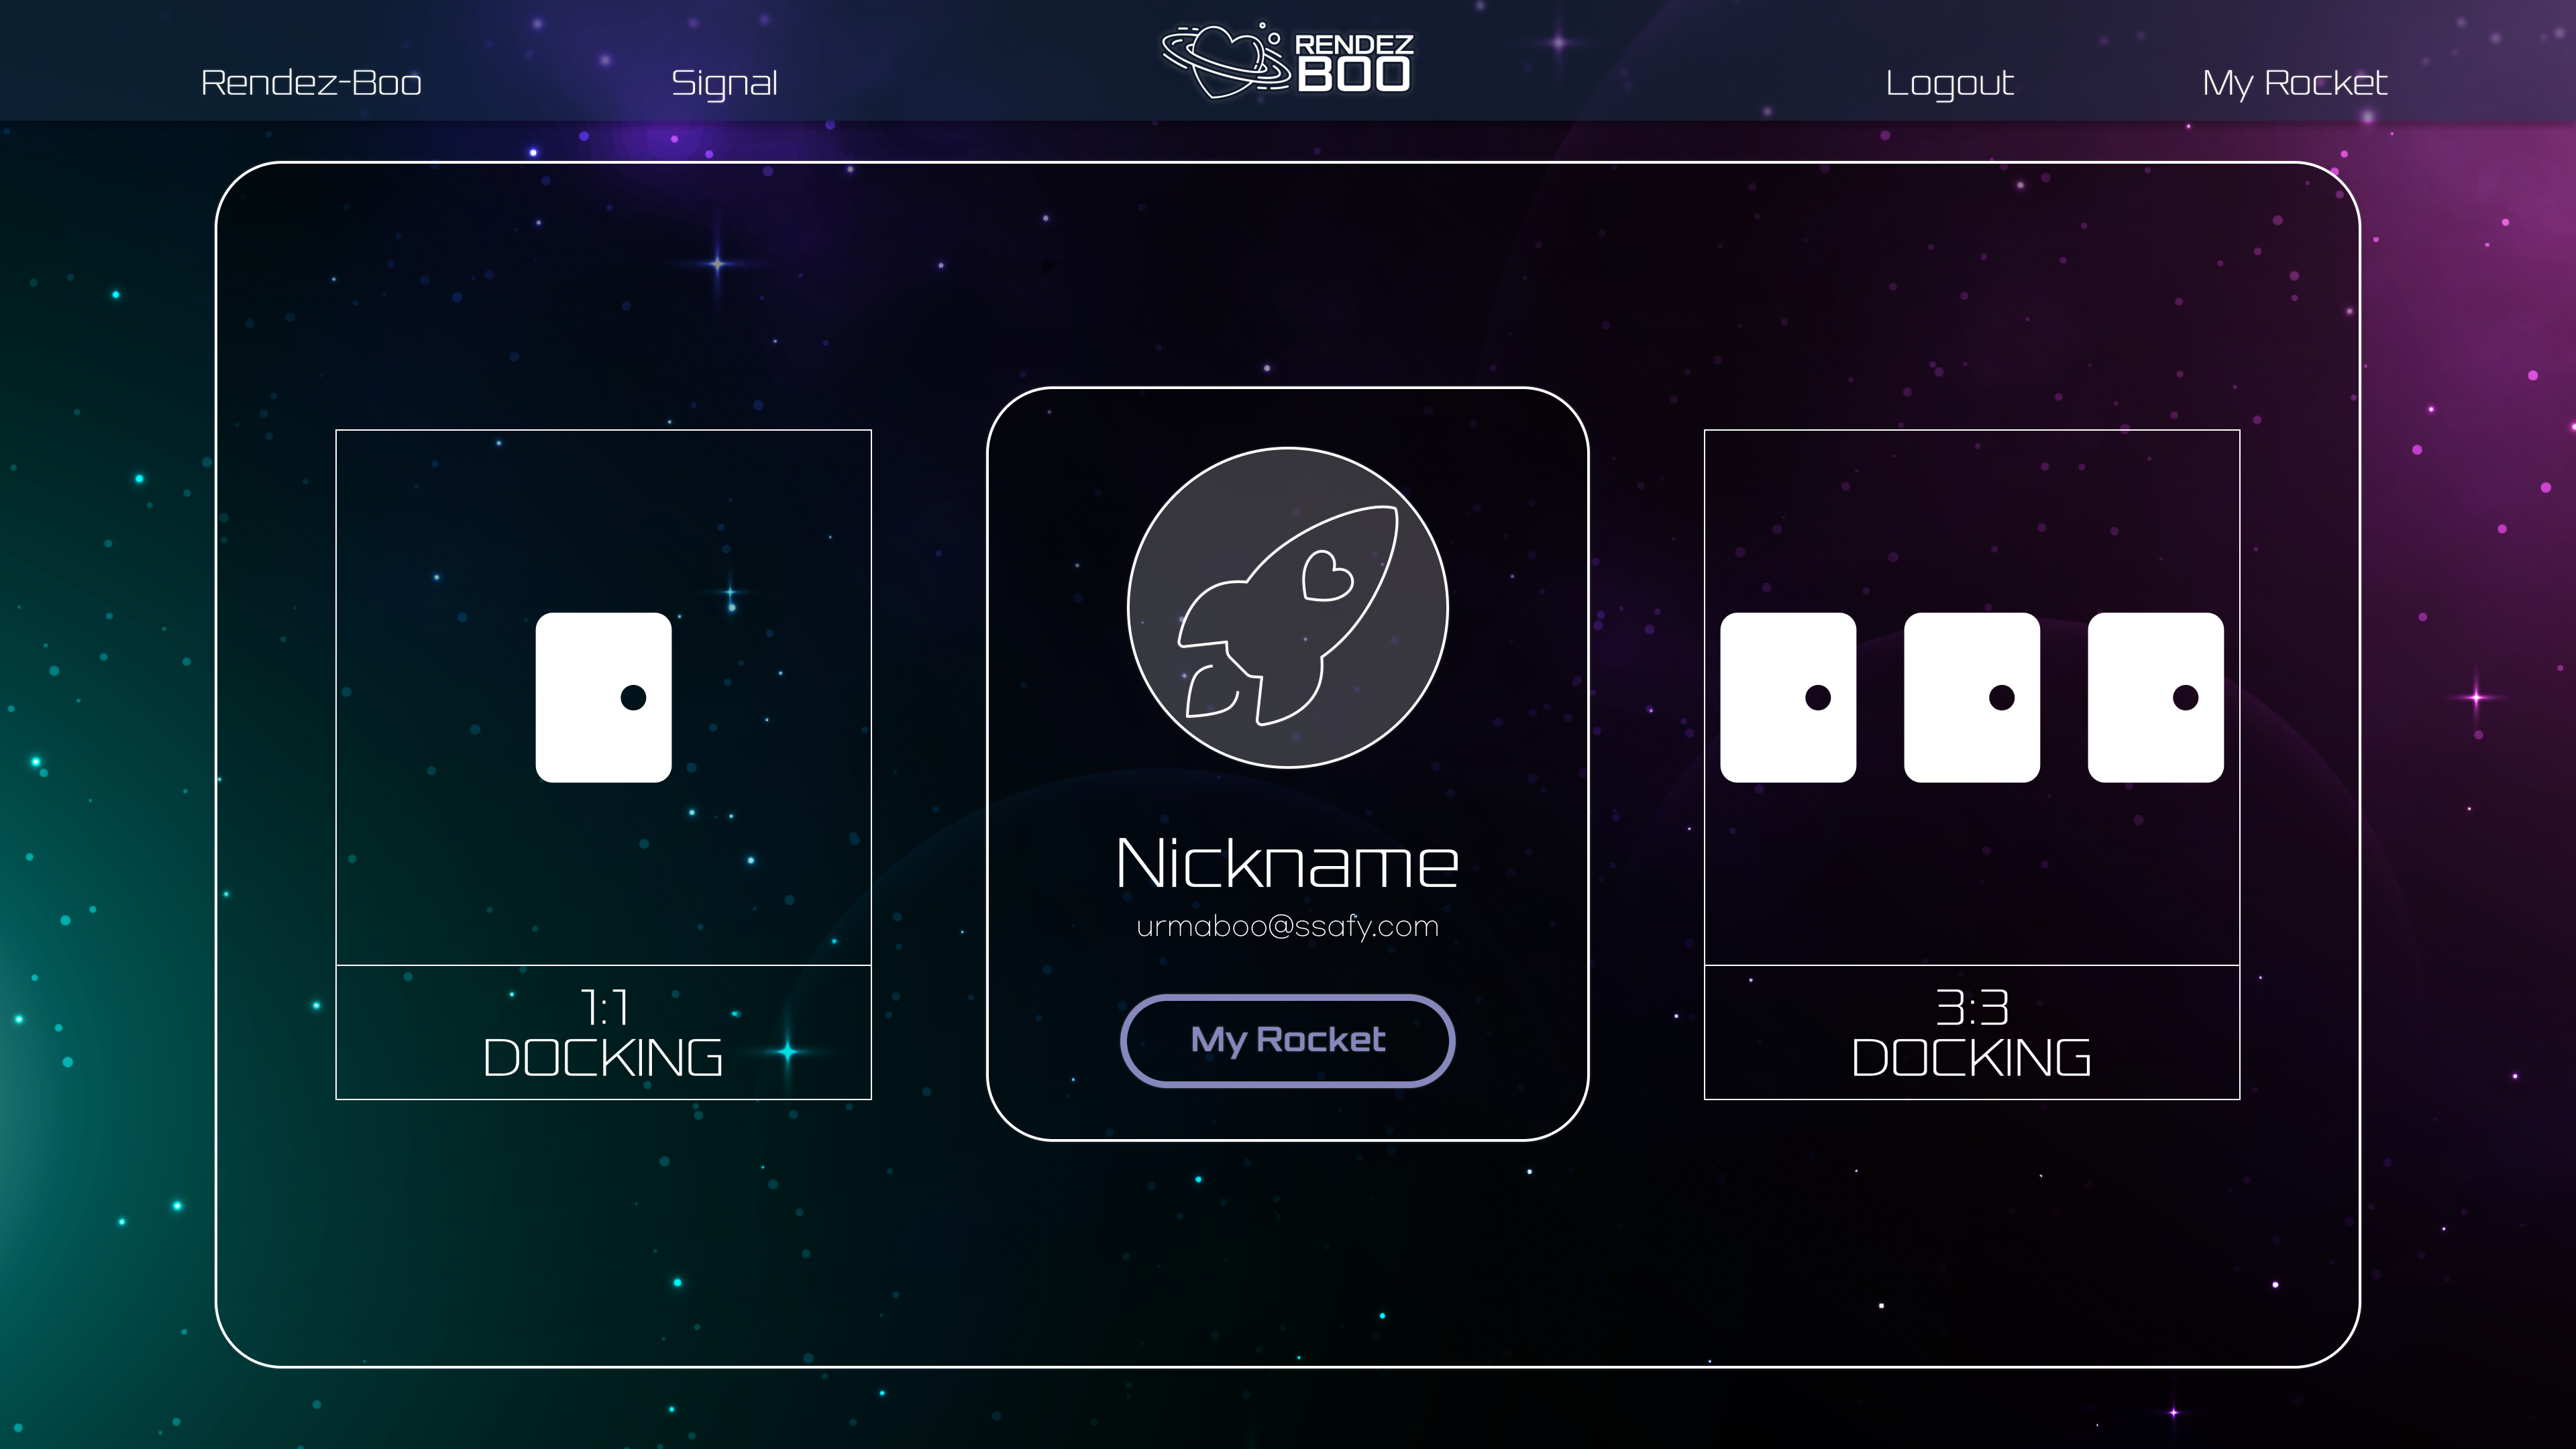 Rendez-Boo
Signal
RENDEZ
BOO
Logout
My Rocket
1:1
DOCKING
Nickname
urmaboo@ssafy.com
My Rocket
3:3
DOCKING